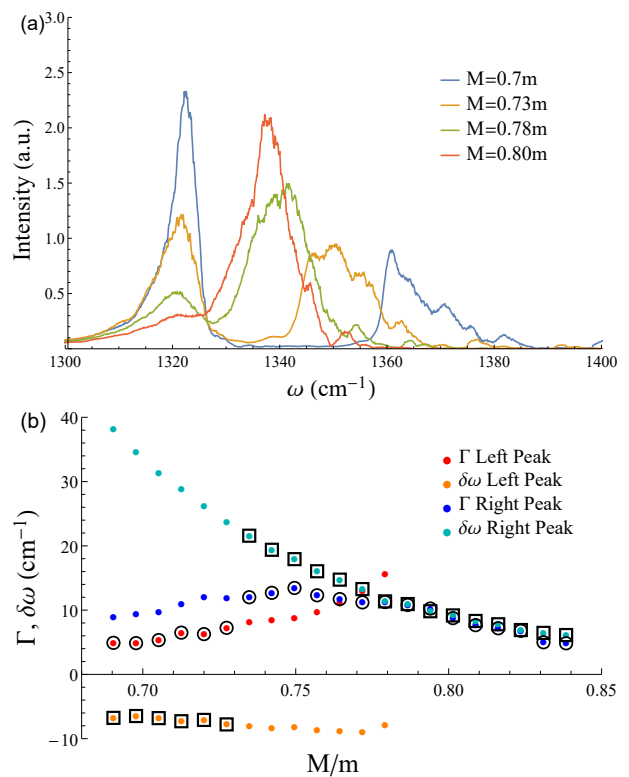 (a)
3.0
2.5
2.0
1.5
1.0
0.5
Intensity (a.u.)
M=0.7m
M=0.73m
M=0.78m
M=0.80m
1300 1320 1340 1360 1380 1400
ω (cm⁻¹)
(b)
40
30
20
10
0
-10
Γ, δω (cm⁻¹)
Γ Left Peak
δω Left Peak
Γ Right Peak
δω Right Peak
0.70 0.75 0.80 0.85
M/m